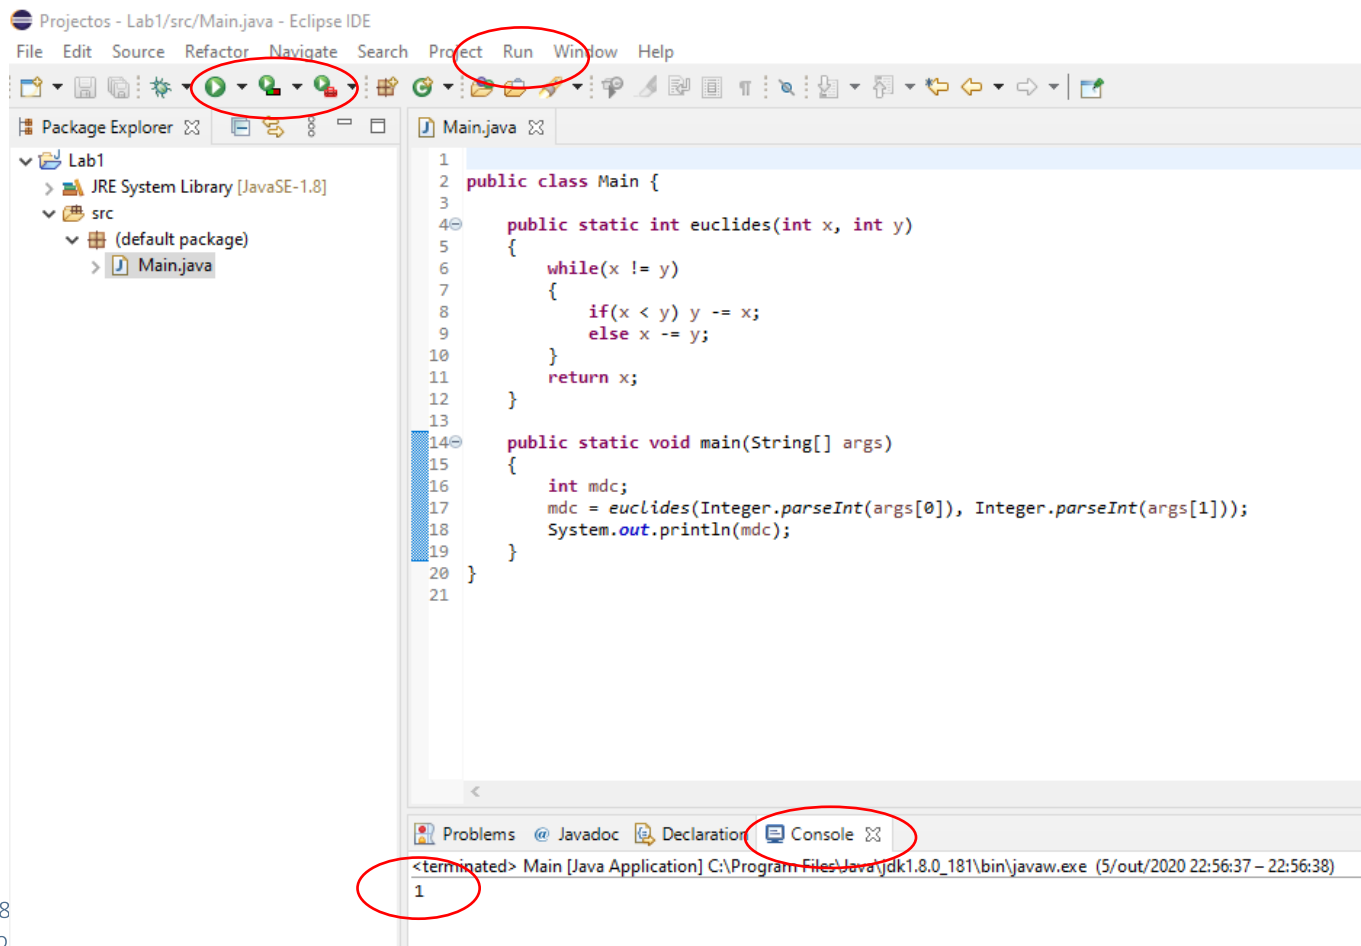 Projectos - Lab1/src/Main.java - Eclipse IDE
File Edit Source Refactor Navigate Search Project Run Window Help
Package Explorer
Lab1
JRE System Library [JavaSE-1.8]
src
(default package)
Main.java
Main.java
1
2 public class Main {
3
4 public static int euclides(int x, int y)
5 {
6 while(x != y)
7 {
8 if(x < y) y -= x;
9 else x -= y;
10 }
11 return x;
12 }
13
14 public static void main(String[] args)
15 {
16 int mdc;
17 mdc = euclides(Integer.parseInt(args[0]), Integer.parseInt(args[1]));
18 System.out.println(mdc);
19 }
20 }
21
Problems @ Javadoc Declaration Console
<terminated> Main [Java Application] C:\Program Files\Java\jdk1.8.0_181\bin\javaw.exe (5/out/2020 22:56:37 – 22:56:38)
1
8